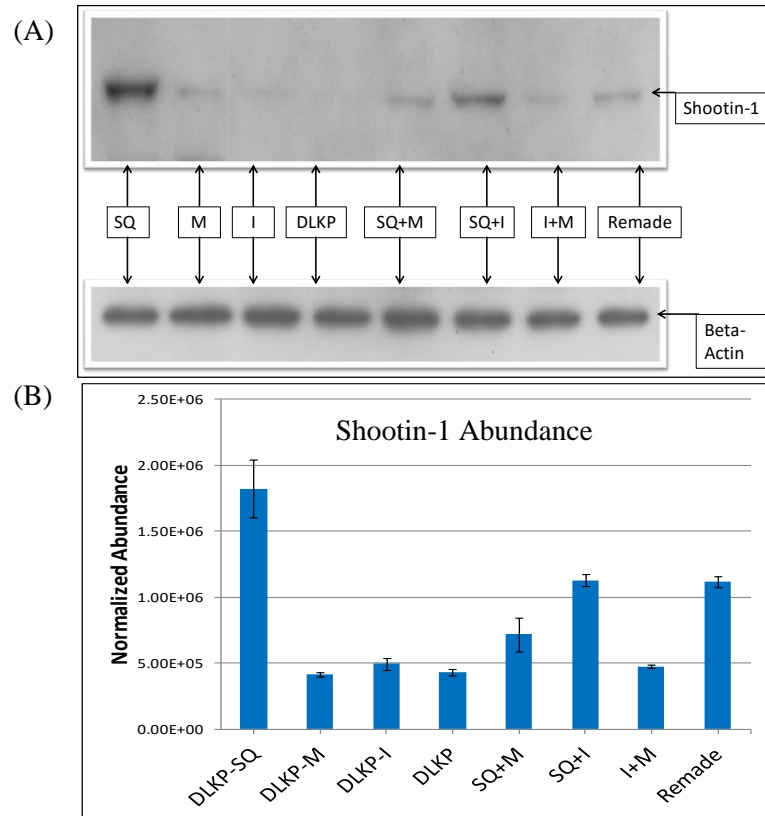 (A)
Shootin-1
SQ
M
I
DLKP
SQ+M
SQ+I
I+M
Remade
Beta-
Actin
(B)
Shootin-1 Abundance
Normalized Abundance
2.50E+06
2.00E+06
1.50E+06
1.00E+06
5.00E+05
0.00E+00
DLKP-SQ
DLKP-M
DLKP-I
DLKP
SQ+M
SQ+I
I+M
Remade